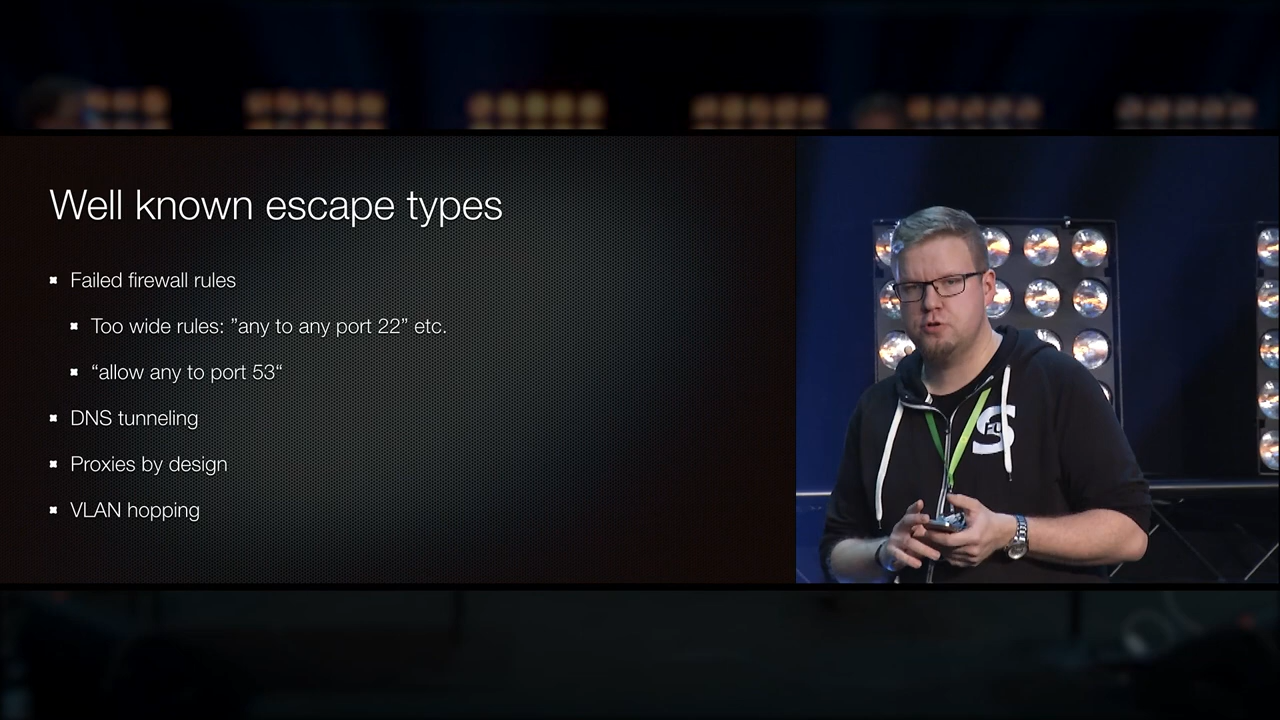 Well known escape types
Failed firewall rules
Too wide rules: ”any to any port 22” etc.
“allow any to port 53“
DNS tunneling
Proxies by design
VLAN hopping